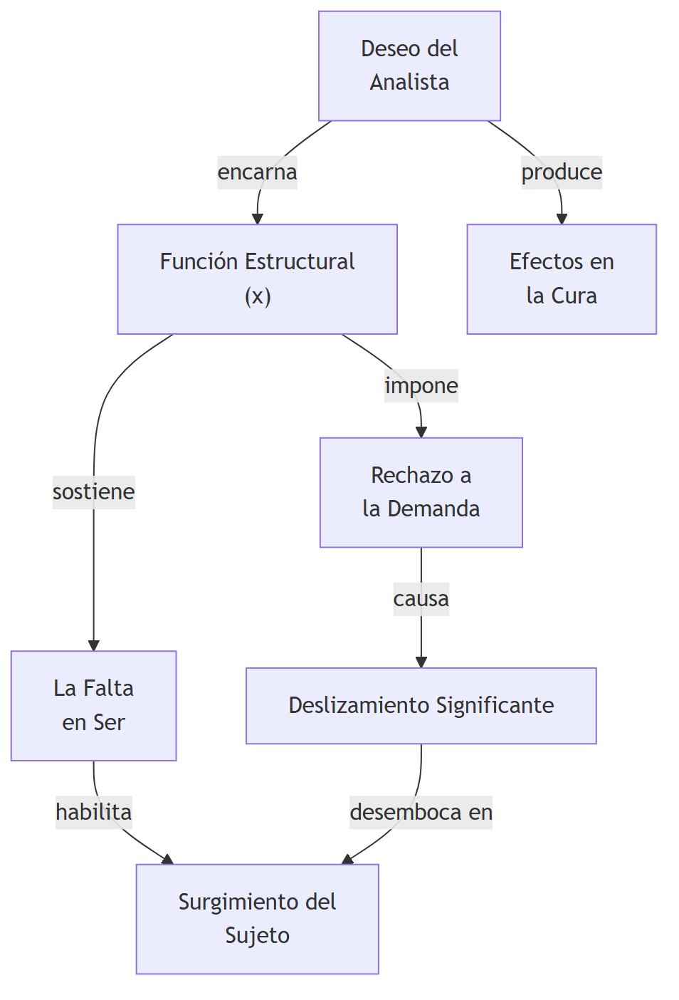 Deseo del
Analista
encarna
produce
Función Estructural
(x)
Efectos en
la Cura
impone
sostiene
Rechazo a
la Demanda
causa
La Falta
en Ser
Deslizamiento Significante
habilita
desemboca en
Surgimiento del
Sujeto